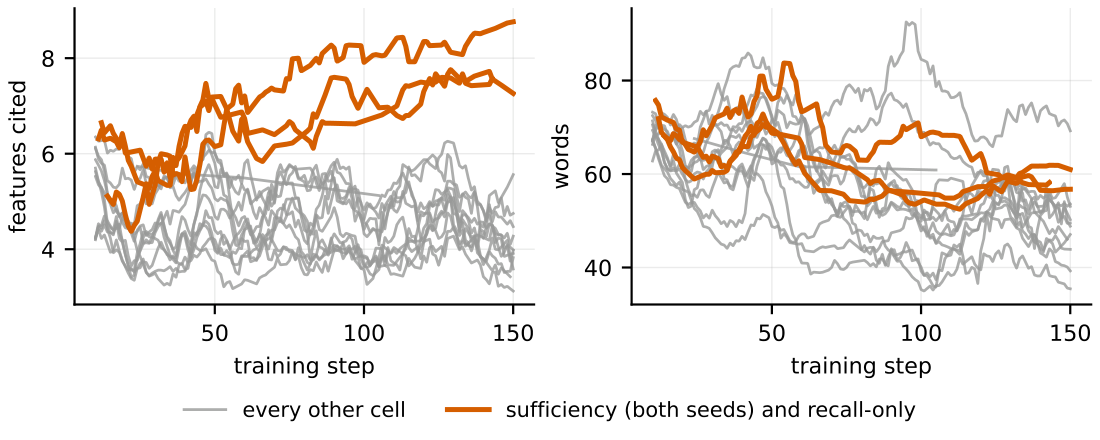 features cited
8
6
4
50
100
150
training step
words
80
60
40
50
100
150
training step
every other cell
sufficiency (both seeds) and recall-only